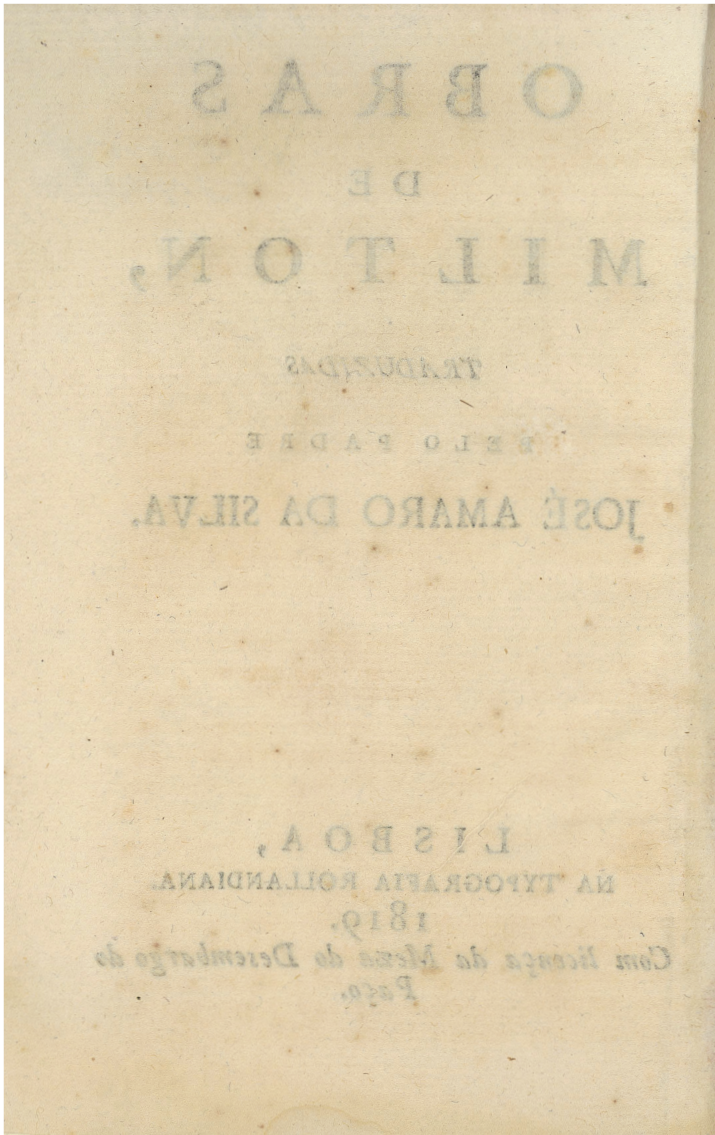 OBRAS
DE
MILTON,
TRADUZIDAS
PELO PADRE
JOSÉ AMARO DA SILVA.
LISBOA,
NA TYPOGRAFIA ROLLANDIANA.
1819.
Com licença da Meza do Desembargo do
Paço.